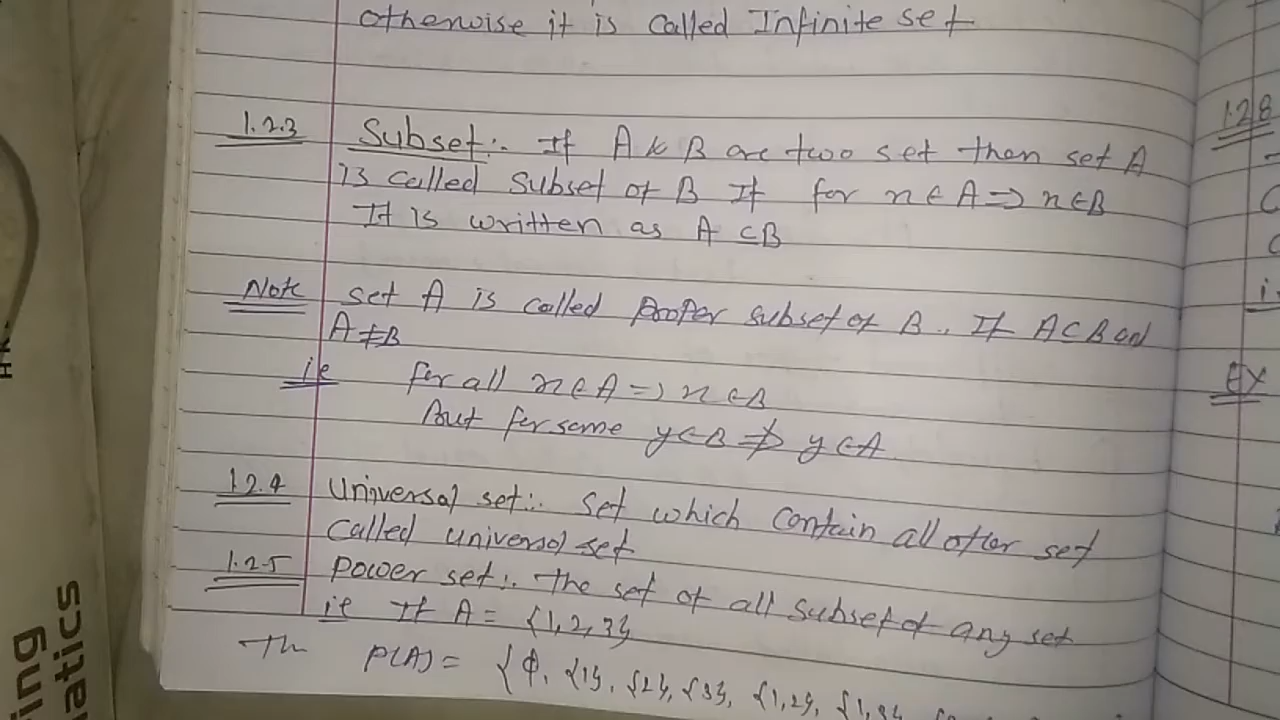 otherwise it is called Infinite set
1.2.3 Subset:- If A & B are two set then set A
is called subset of B If for x ∈ A ⇒ x ∈ B
It is written as A ⊂ B
Note set A is called Proper subset of B. If A ⊂ B and
A ≠ B
ie for all x ∈ A ⇒ x ∈ B
But for some y ∈ B ⇏ y ∈ A
1.2.4 Universal set:- Set which contain all other set
Called universal set
1.2.5 Power set:- The set of all subset of any set
ie If A = {1,2,3}
Th P(A) = {ϕ, {1}, {2}, {3}, {1,2}, {1,3}
1.2.8
Ex
ing
atics